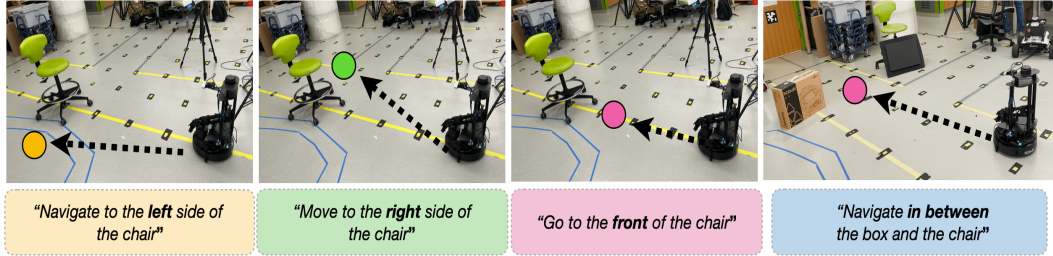 “Navigate to the left side of
the chair”
“Move to the right side of
the chair”
“Go to the front of the chair”
“Navigate in between
the box and the chair”